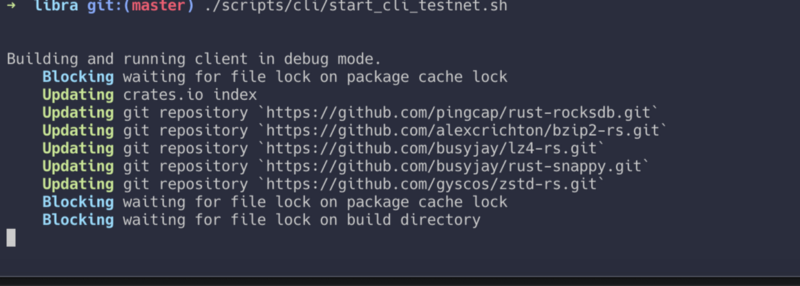 → libra git:(master) ./scripts/cli/start_cli_testnet.sh
Building and running client in debug mode.
Blocking waiting for file lock on package cache lock
Updating crates.io index
Updating git repository `https://github.com/pingcap/rust-rocksdb.git`
Updating git repository `https://github.com/alexcrichton/bzip2-rs.git`
Updating git repository `https://github.com/busyjay/lz4-rs.git`
Updating git repository `https://github.com/busyjay/rust-snappy.git`
Updating git repository `https://github.com/gyscos/zstd-rs.git`
Blocking waiting for file lock on package cache lock
Blocking waiting for file lock on build directory